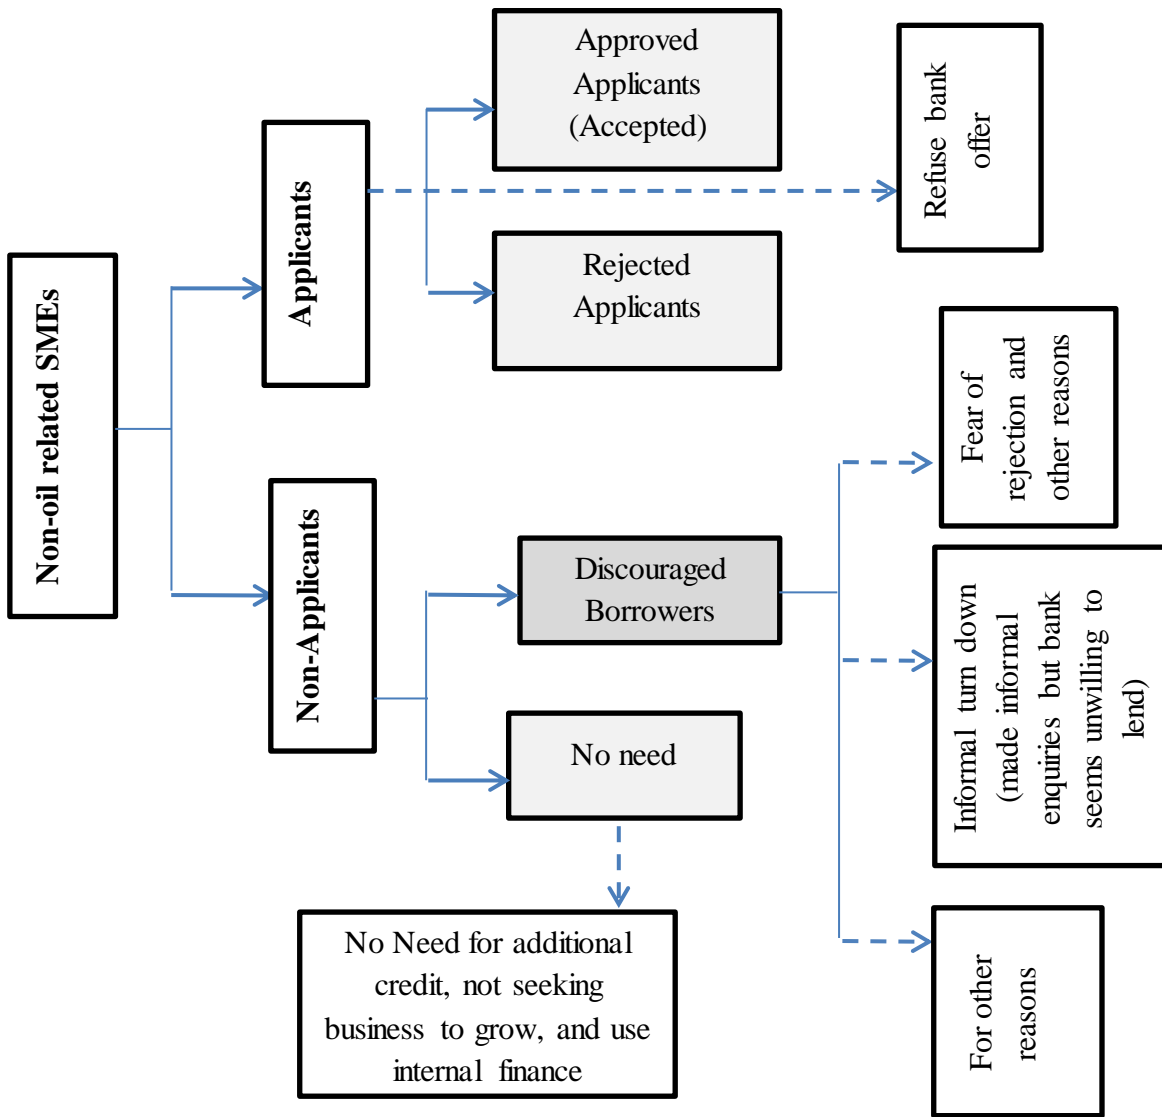 Non-oil related SMEs
Applicants
Approved
Applicants
(Accepted)
Refuse bank
offer
Rejected
Applicants
Non-Applicants
Discouraged
Borrowers
Fear of
rejection and
other reasons
Informal turn down
(made informal
enquiries but bank
seems unwilling to
lend)
For other
reasons
No need
No Need for additional
credit, not seeking
business to grow, and use
internal finance